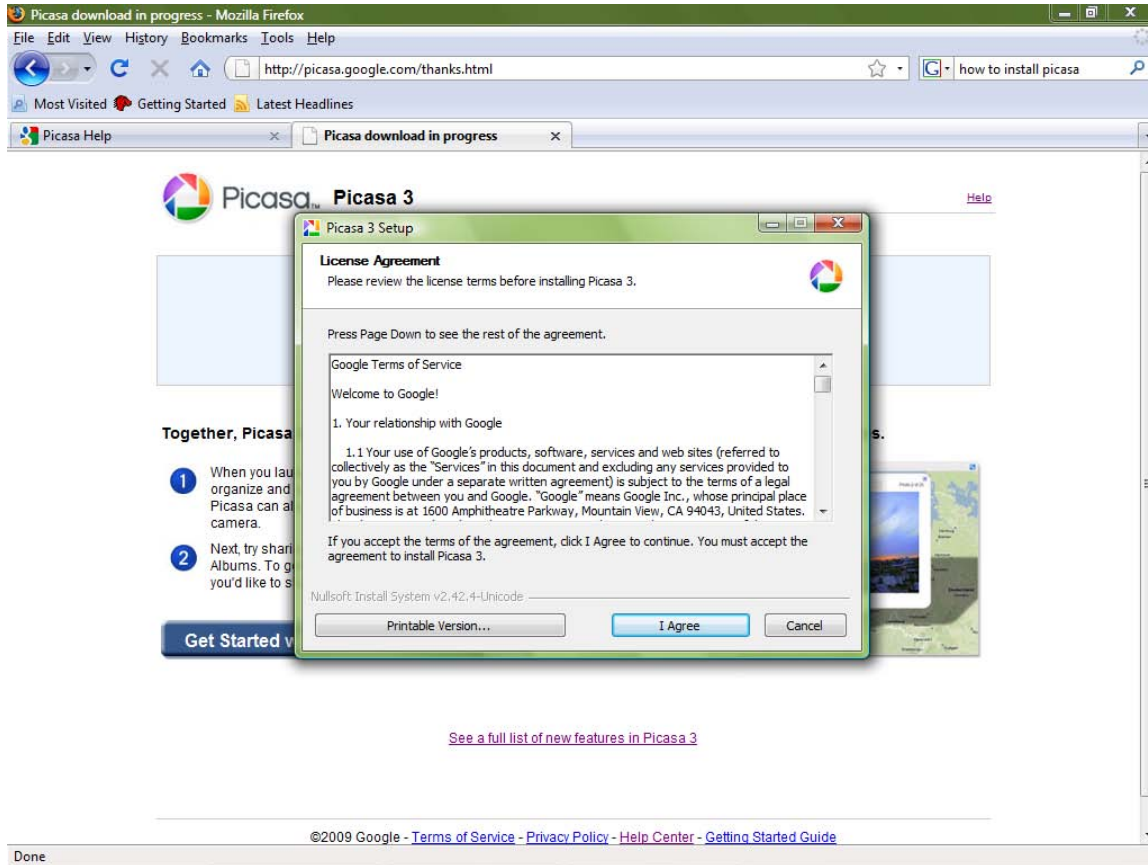 Picasa download in progress - Mozilla Firefox
File Edit View History Bookmarks Tools Help
http://picasa.google.com/thanks.html
G how to install picasa
Most Visited Getting Started Latest Headlines
Picasa Help
Picasa download in progress
Picasa™ Picasa 3
Help
Picasa 3 Setup
License Agreement
Please review the license terms before installing Picasa 3.
Press Page Down to see the rest of the agreement.
Google Terms of Service
Welcome to Google!
1. Your relationship with Google
1.1 Your use of Google's products, software, services and web sites (referred to
collectively as the "Services" in this document and excluding any services provided to
you by Google under a separate written agreement) is subject to the terms of a legal
agreement between you and Google. "Google" means Google Inc., whose principal place
of business is at 1600 Amphitheatre Parkway, Mountain View, CA 94043, United States.
If you accept the terms of the agreement, click I Agree to continue. You must accept the
agreement to install Picasa 3.
Nullsoft Install System v2.42.4-Unicode
Printable Version... I Agree Cancel
Together, Picasa
s.
1 When you lau
organize and
Picasa can al
camera.
2 Next, try shari
Albums. To g
you'd like to s
Get Started w
See a full list of new features in Picasa 3
©2009 Google - Terms of Service - Privacy Policy - Help Center - Getting Started Guide
Done